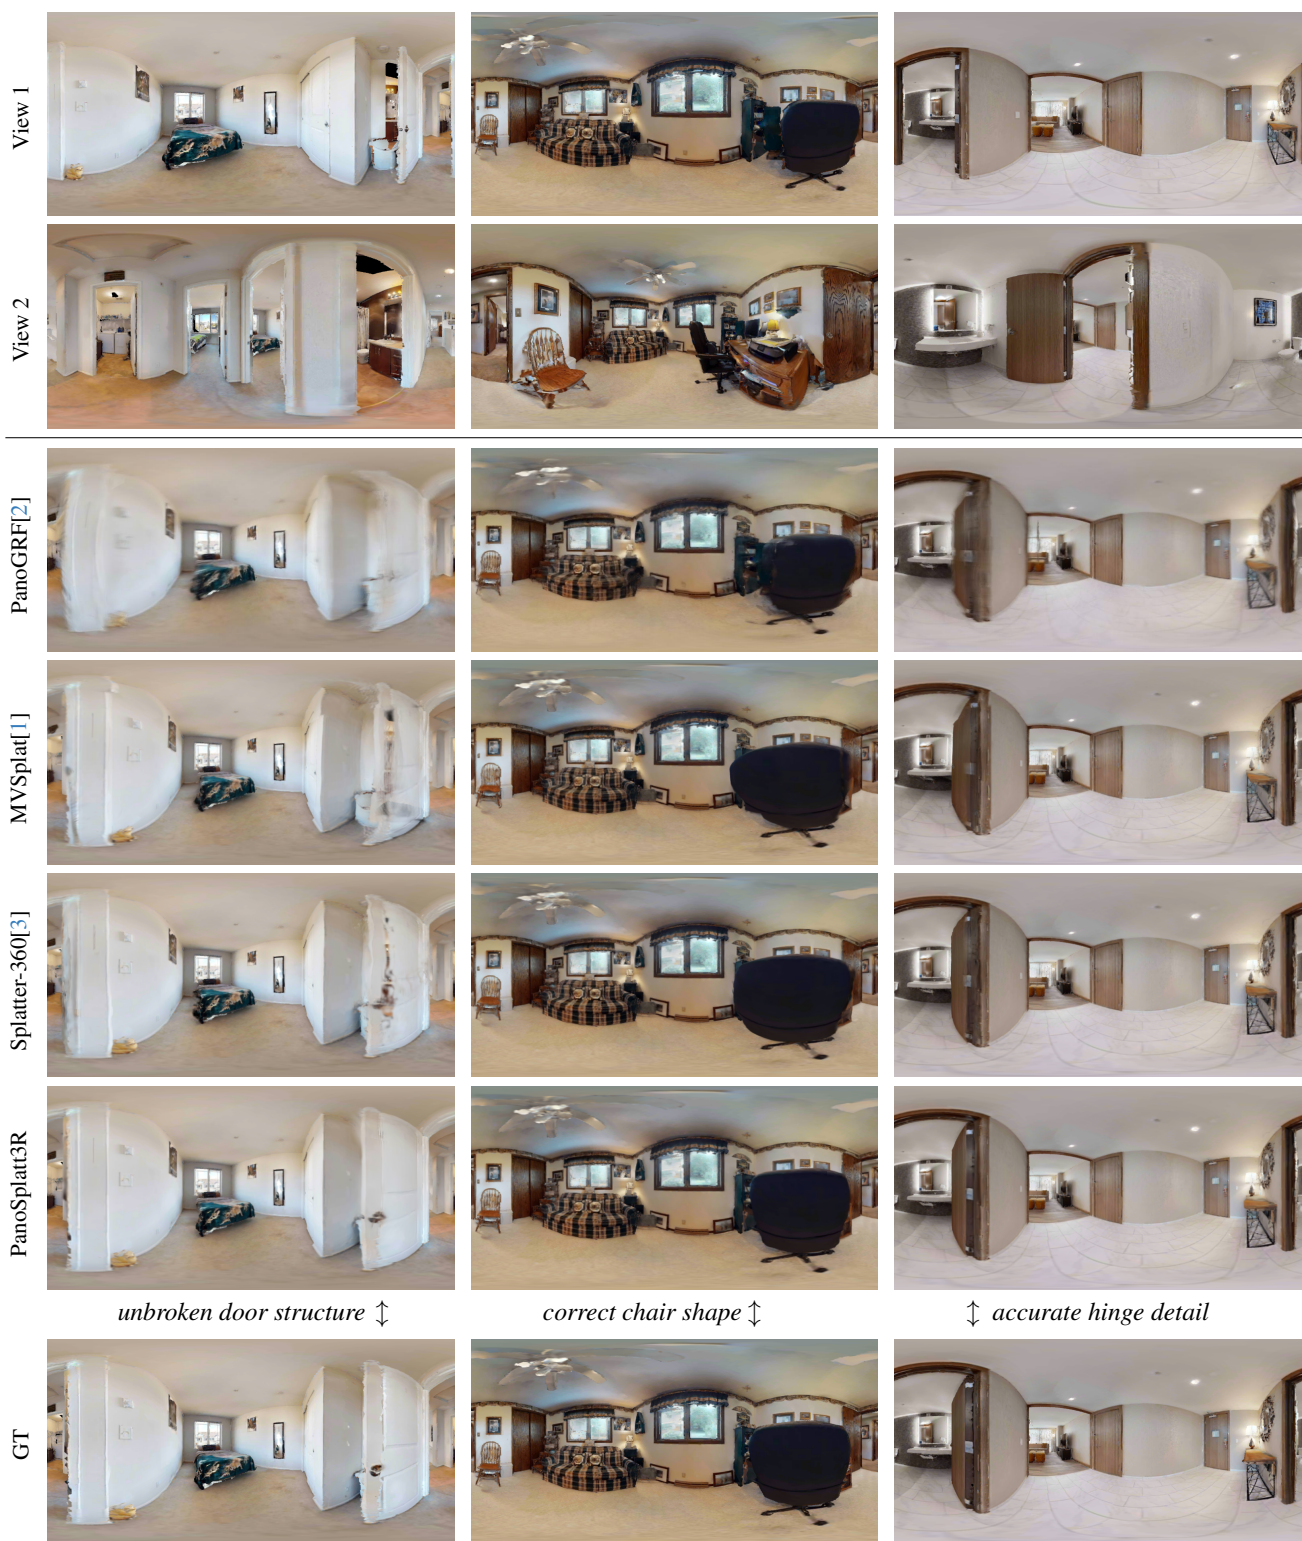 View 1
View 2
PanoGRF[2]
MVSplat[1]
Splatter-360[3]
PanoSplatt3R
unbroken door structure ↕
correct chair shape ↕
↕ accurate hinge detail
GT